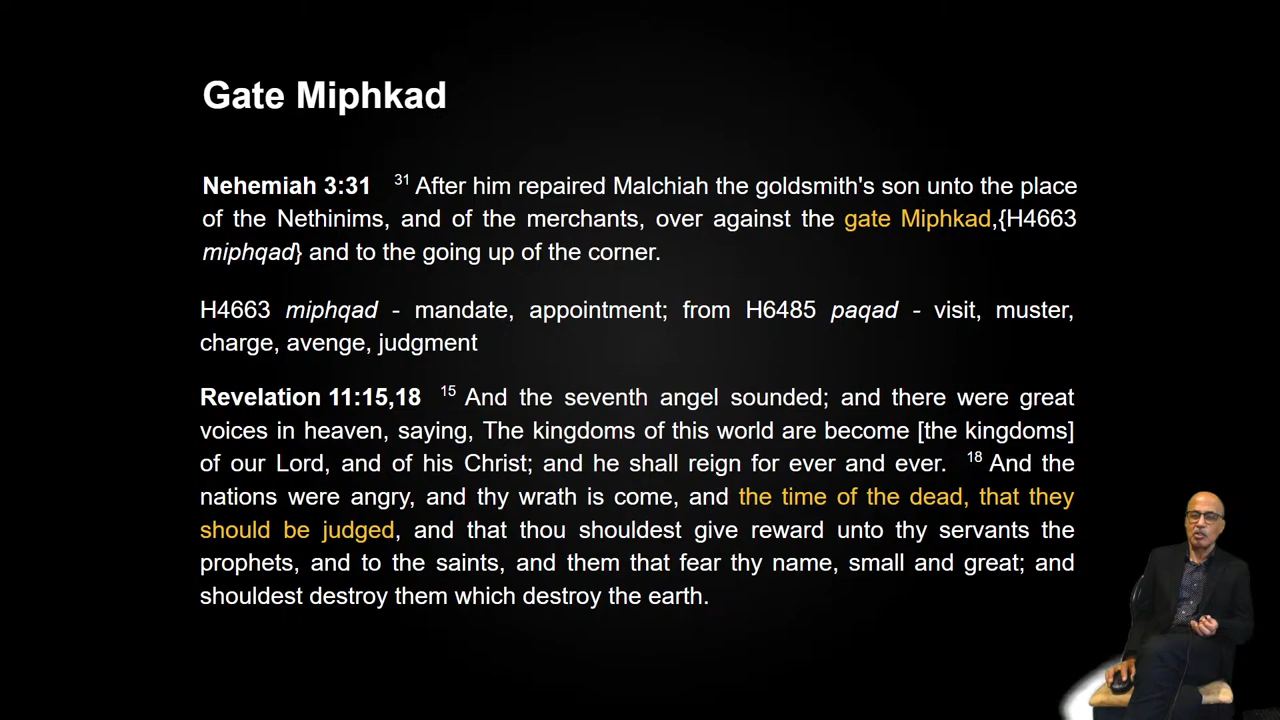 Gate Miphkad
Nehemiah 3:31 31 After him repaired Malchiah the goldsmith's son unto the place
of the Nethinims, and of the merchants, over against the gate Miphkad,{H4663
miphqad} and to the going up of the corner.
H4663 miphqad - mandate, appointment; from H6485 paqad - visit, muster,
charge, avenge, judgment
Revelation 11:15,18 15 And the seventh angel sounded; and there were great
voices in heaven, saying, The kingdoms of this world are become [the kingdoms]
of our Lord, and of his Christ; and he shall reign for ever and ever. 18 And the
nations were angry, and thy wrath is come, and the time of the dead, that they
should be judged, and that thou shouldest give reward unto thy servants the
prophets, and to the saints, and them that fear thy name, small and great; and
shouldest destroy them which destroy the earth.